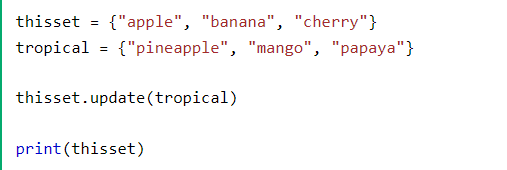 thisset = {"apple", "banana", "cherry"}
tropical = {"pineapple", "mango", "papaya"}
thisset.update(tropical)
print(thisset)